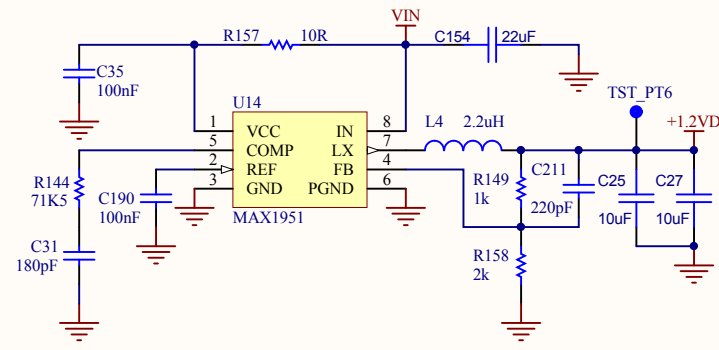 VIN
R157 10R
C154 22uF
C35
100nF
TST_PT6
U14
L4 2.2uH
+1.2VD
1 VCC IN 8
5 COMP LX 7
2 REF FB 4
3 GND PGND 6
MAX1951
R144
71K5
C190
100nF
R149
1k
C211
220pF
C25
10uF
C27
10uF
C31
180pF
R158
2k